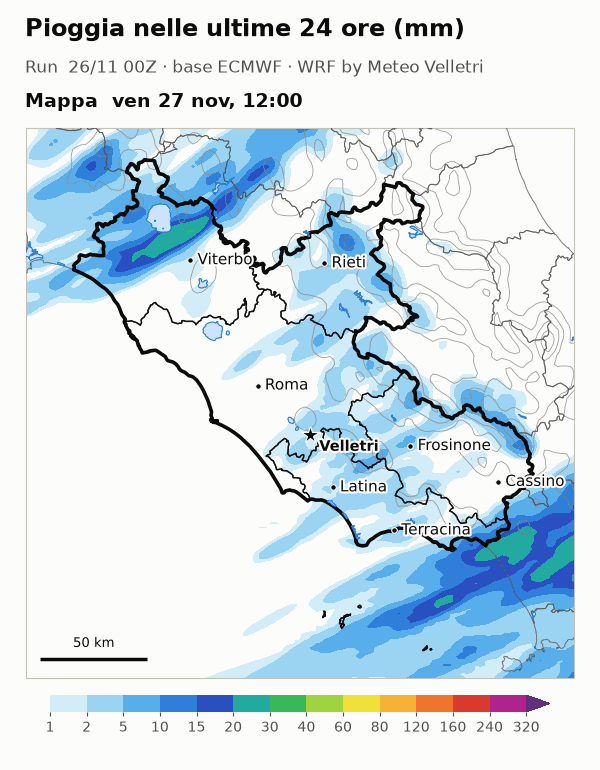 Pioggia nelle ultime 24 ore (mm)
Run  26/11 00Z · base ECMWF · WRF by Meteo Velletri
Mappa  ven 27 nov, 12:00
Viterbo
Rieti
Roma
Velletri
Frosinone
Cassino
Latina
Terracina
50 km
1 2 5 10 15 20 30 40 60 80 120 160 240 320